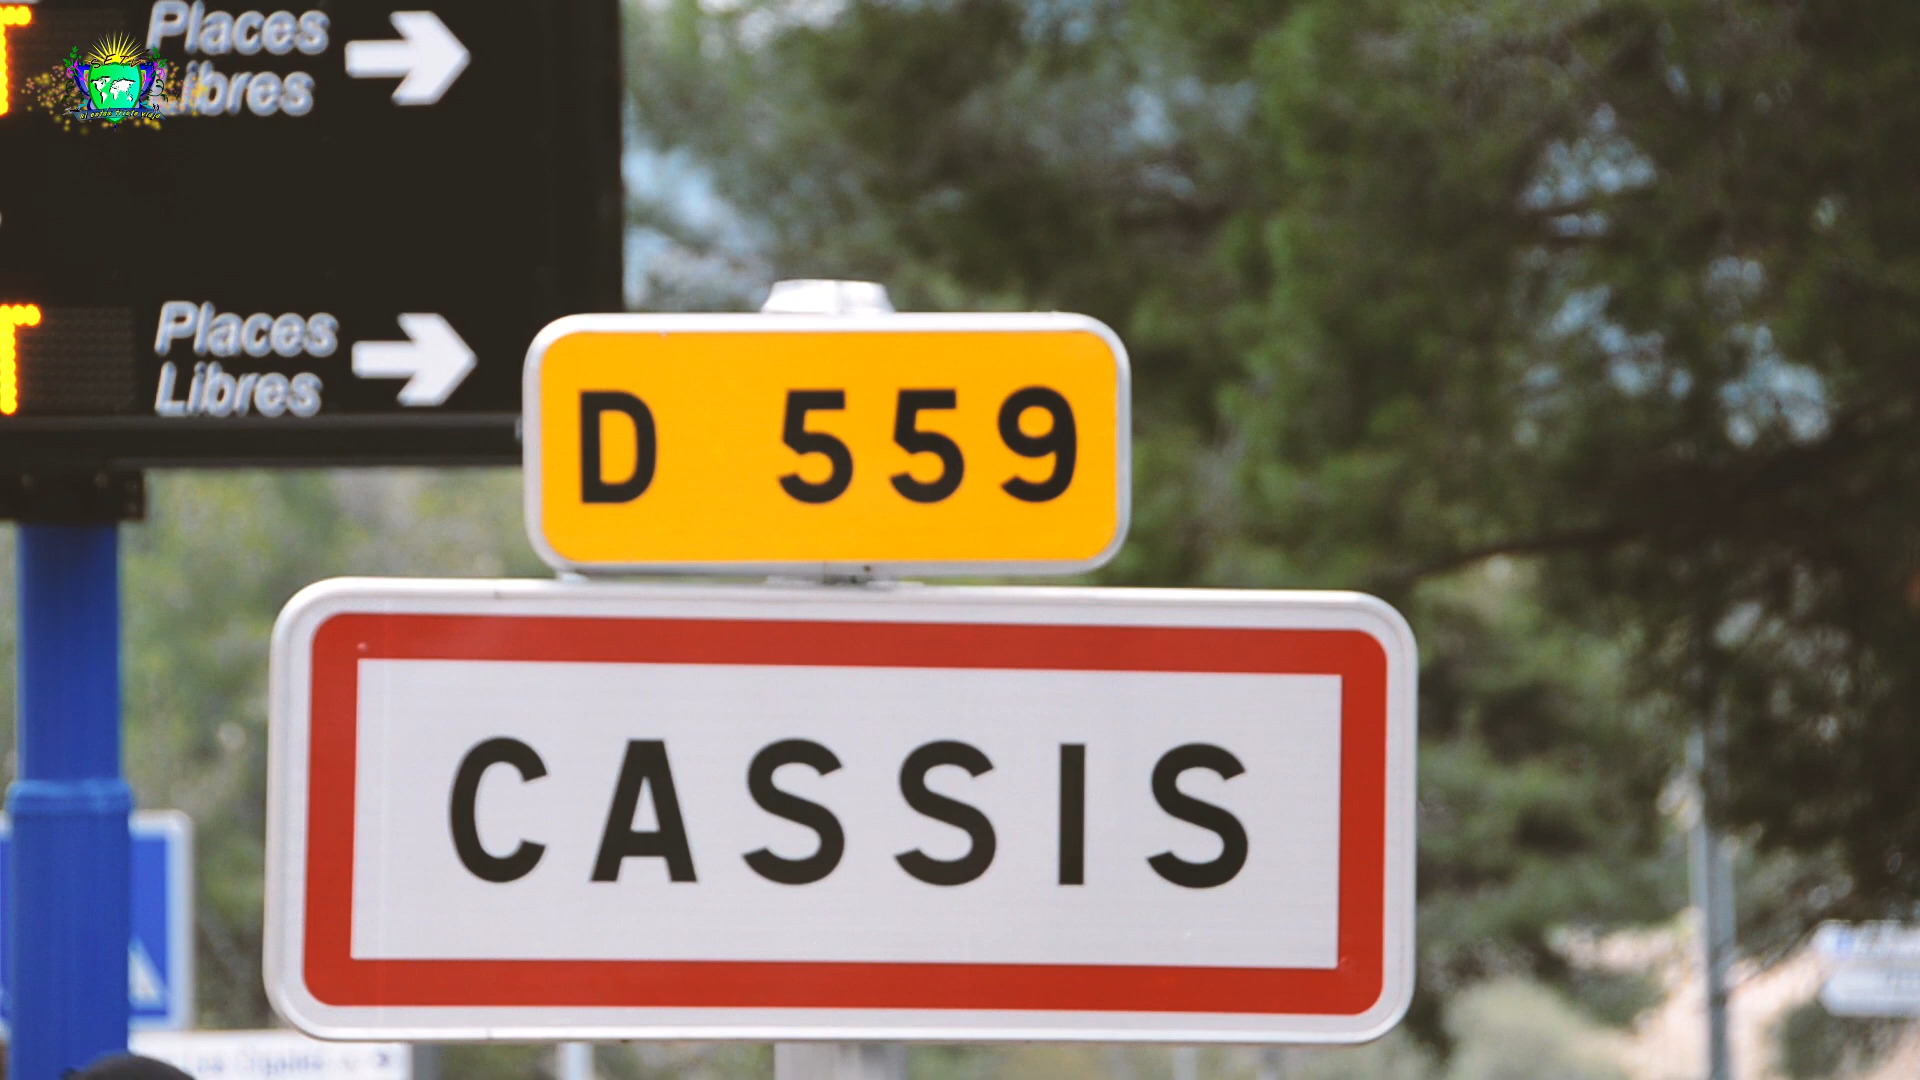 Places
Libres
Places
Libres
D 559
CASSIS